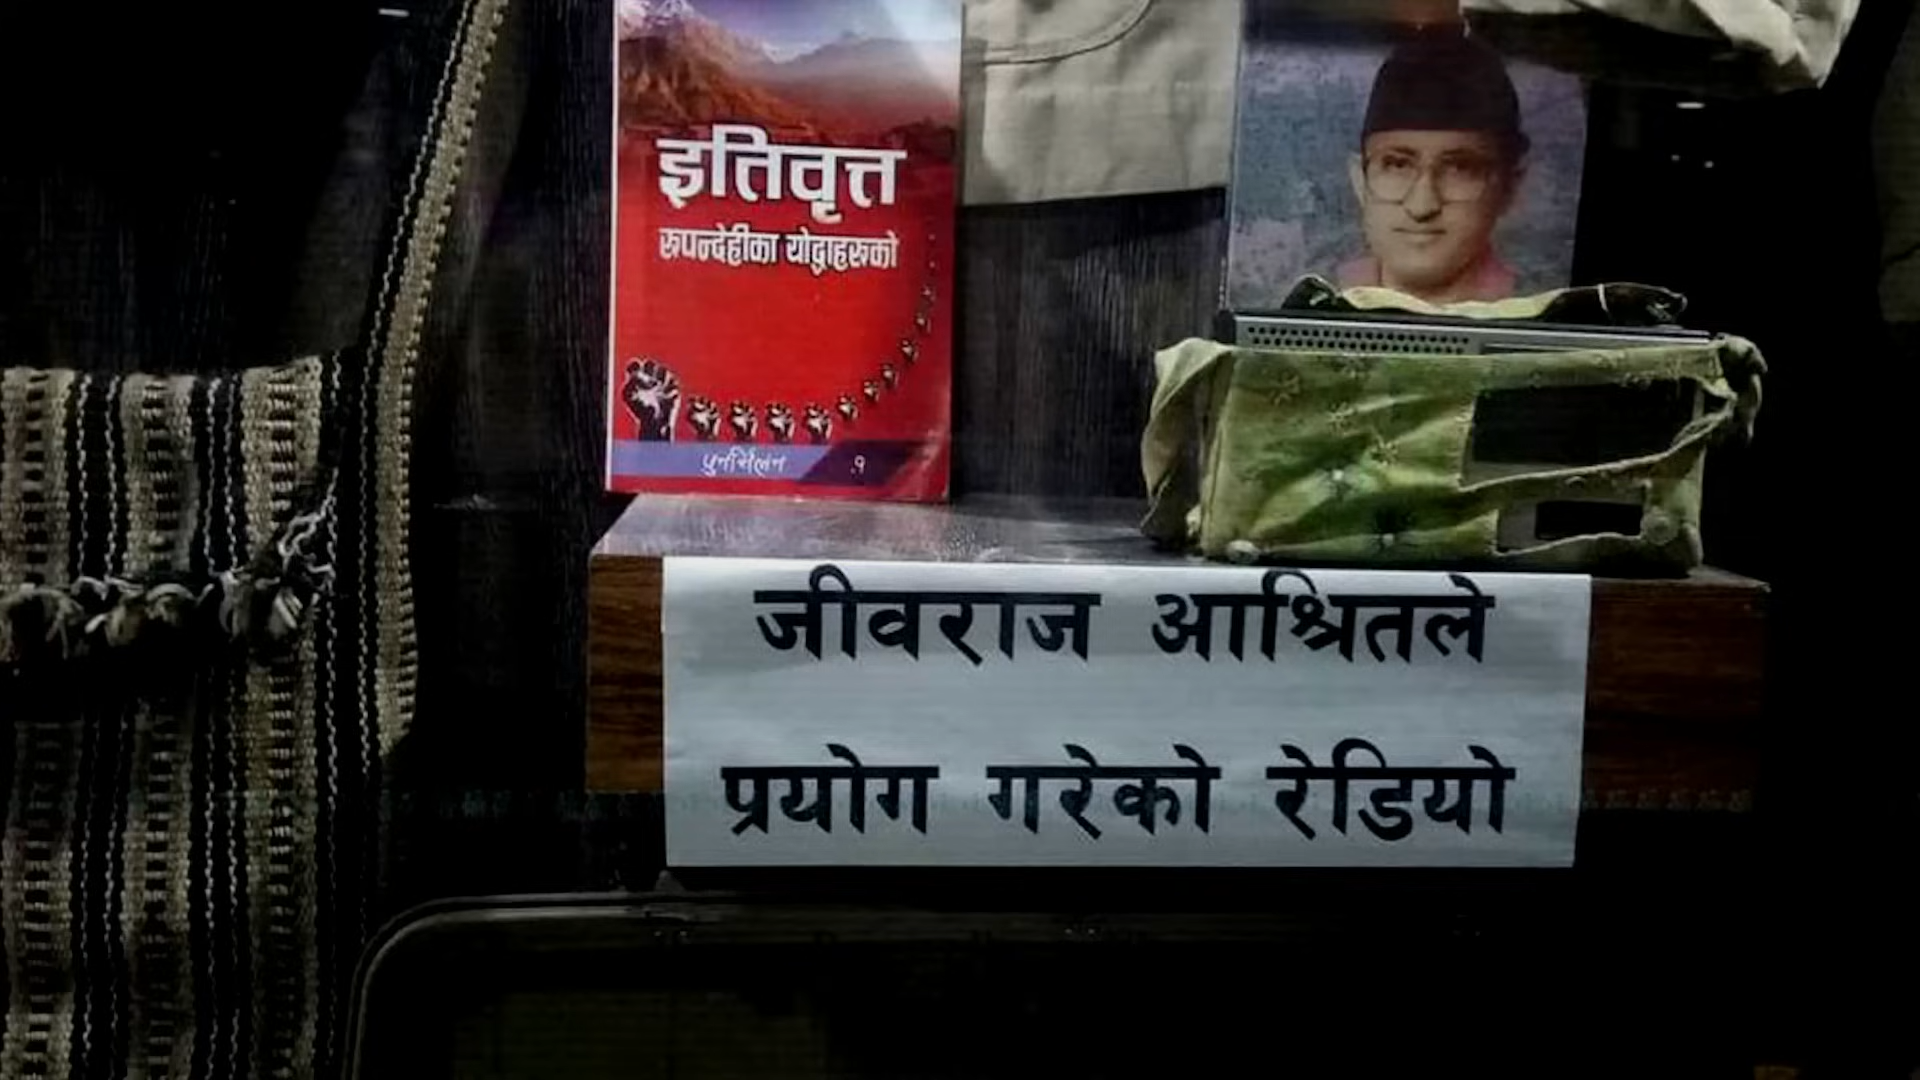 इतिवृत्त
रुपन्देहीका योद्धाहरूको
पुनर्मिलन १
जीवराज आश्रितले
प्रयोग गरेको रेडियो